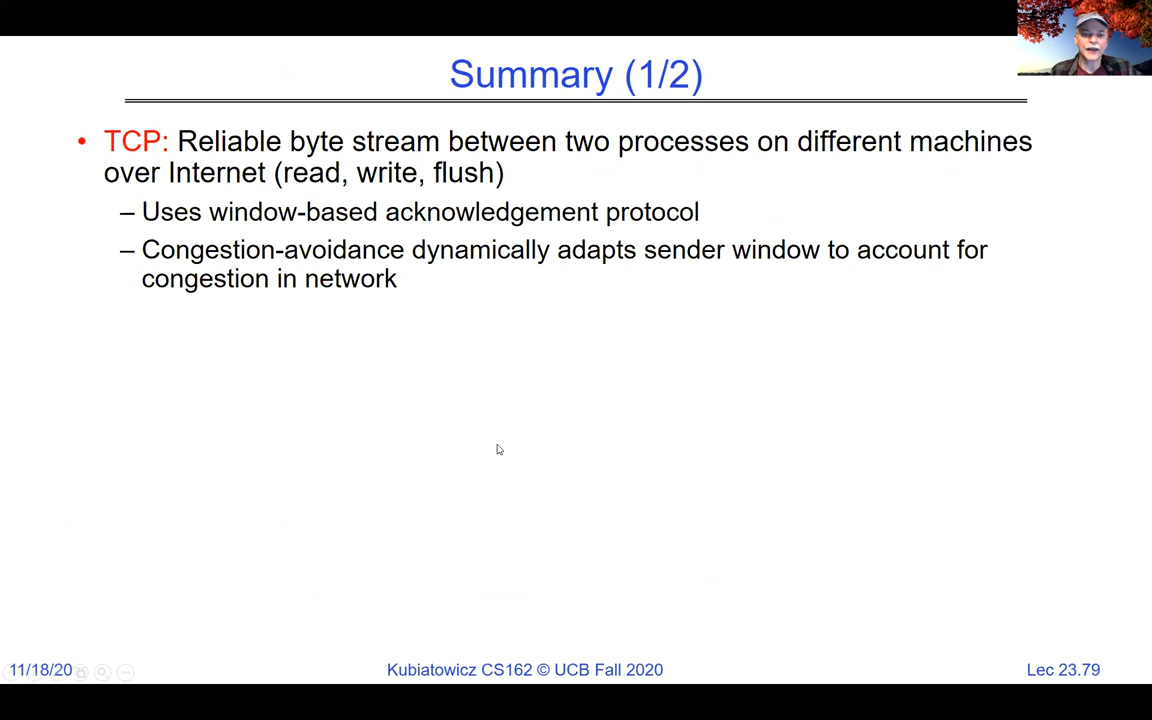 Summary (1/2)
• TCP: Reliable byte stream between two processes on different machines
over Internet (read, write, flush)
– Uses window-based acknowledgement protocol
– Congestion-avoidance dynamically adapts sender window to account for
congestion in network
11/18/20
Kubiatowicz CS162 © UCB Fall 2020
Lec 23.79